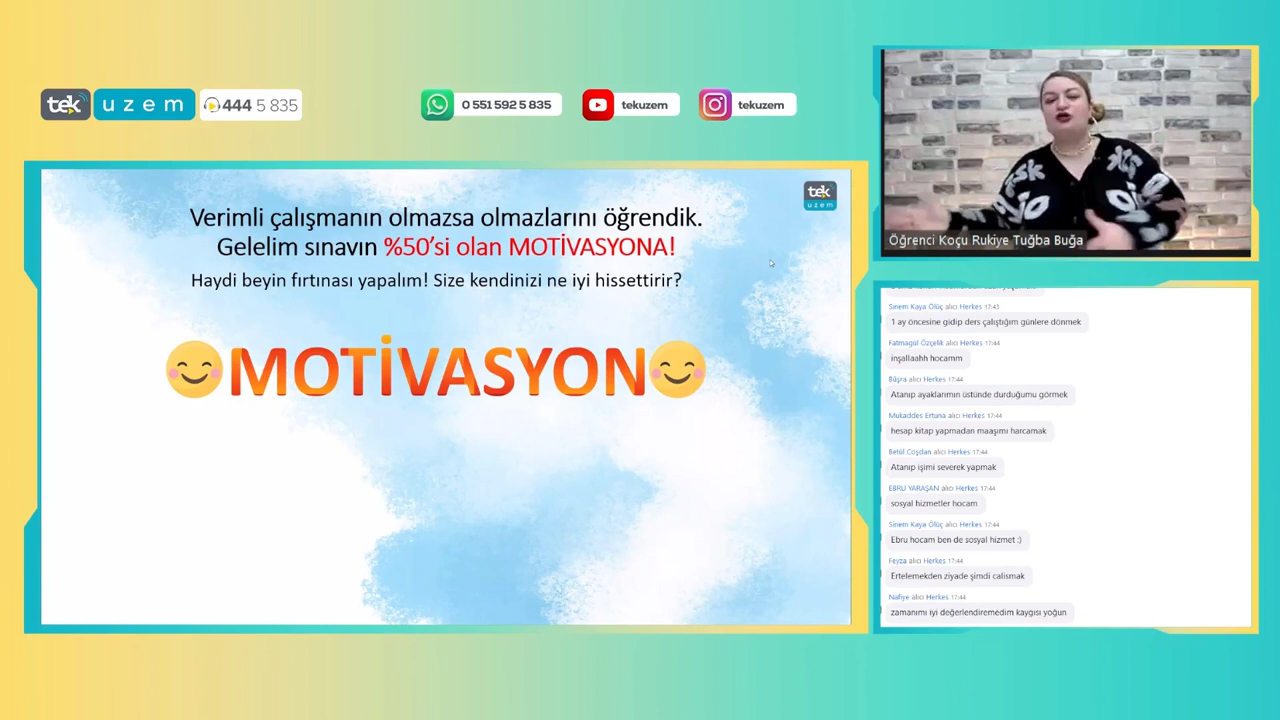 tek uzem 444 5 835
0 551 592 5 835
tekuzem
tekuzem
tek
uzem
Verimli çalışmanın olmazsa olmazlarını öğrendik.
Gelelim sınavın %50’si olan MOTİVASYONA!
Haydi beyin fırtınası yapalım! Size kendinizi ne iyi hissettirir?
MOTİVASYON
Öğrenci Koçu Rukiye Tuğba Buğa
Sinem Kaya Ölüç alıcı Herkes 17:43
1 ay öncesine gidip ders çalıştığım günlere dönmek
Fatmagül Özçelik alıcı Herkes 17:44
inşallaahh hocamm
Büşra alıcı Herkes 17:44
Atanıp ayaklarımın üstünde durduğumu görmek
Mukaddes Ertuna alıcı Herkes 17:44
hesap kitap yapmadan maaşımı harcamak
Betül Coşdan alıcı Herkes 17:44
Atanıp işimi severek yapmak
EBRU YARAŞAN alıcı Herkes 17:44
sosyal hizmetler hocam
Sinem Kaya Ölüç alıcı Herkes 17:44
Ebru hocam ben de sosyal hizmet :)
Feyza alıcı Herkes 17:44
Ertelemekden ziyade şimdi calismak
Nafiye alıcı Herkes 17:44
zamanımı iyi değerlendiremedim kaygısı yoğun